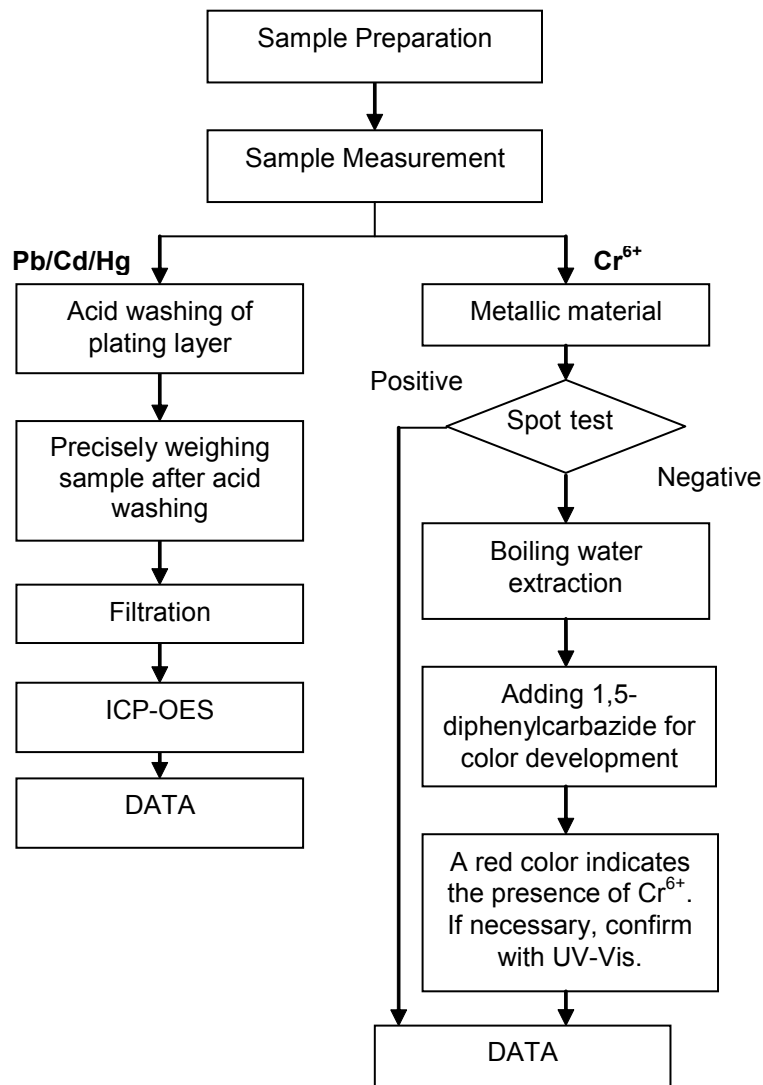 Sample Preparation
Sample Measurement
Pb/Cd/Hg
Acid washing of
plating layer
Precisely weighing
sample after acid
washing
Filtration
ICP-OES
DATA
Cr⁶⁺
Metallic material
Positive
Spot test
Negative
Boiling water
extraction
Adding 1,5-
diphenylcarbazide for
color development
A red color indicates
the presence of Cr⁶⁺.
If necessary, confirm
with UV-Vis.
DATA